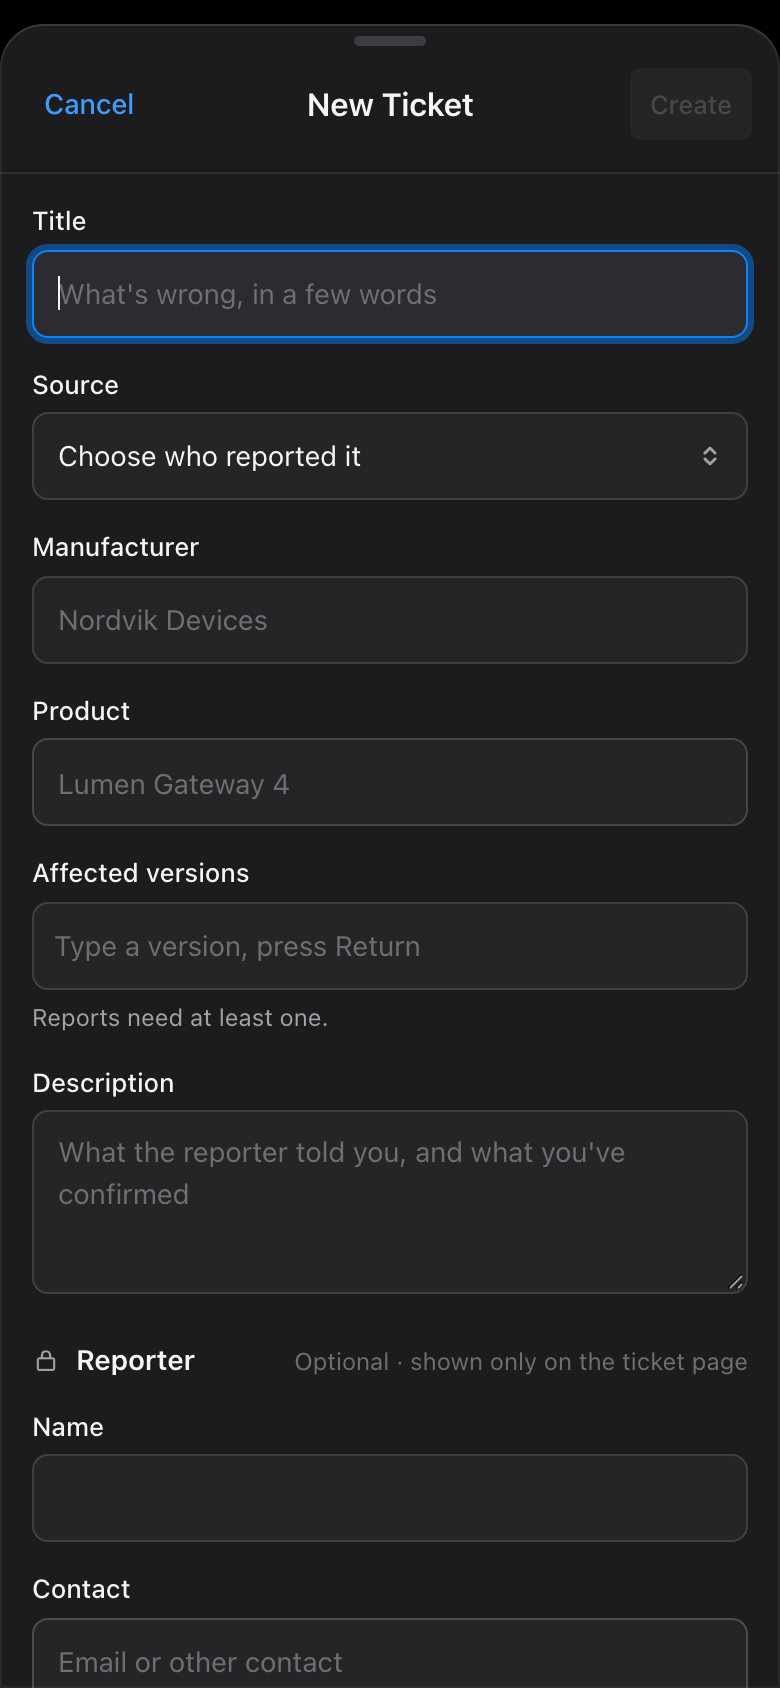 Cancel
New Ticket
Create
Title
What's wrong, in a few words
Source
Choose who reported it
Manufacturer
Nordvik Devices
Product
Lumen Gateway 4
Affected versions
Type a version, press Return
Reports need at least one.
Description
What the reporter told you, and what you've
confirmed
Reporter
Optional · shown only on the ticket page
Name
Contact
Email or other contact